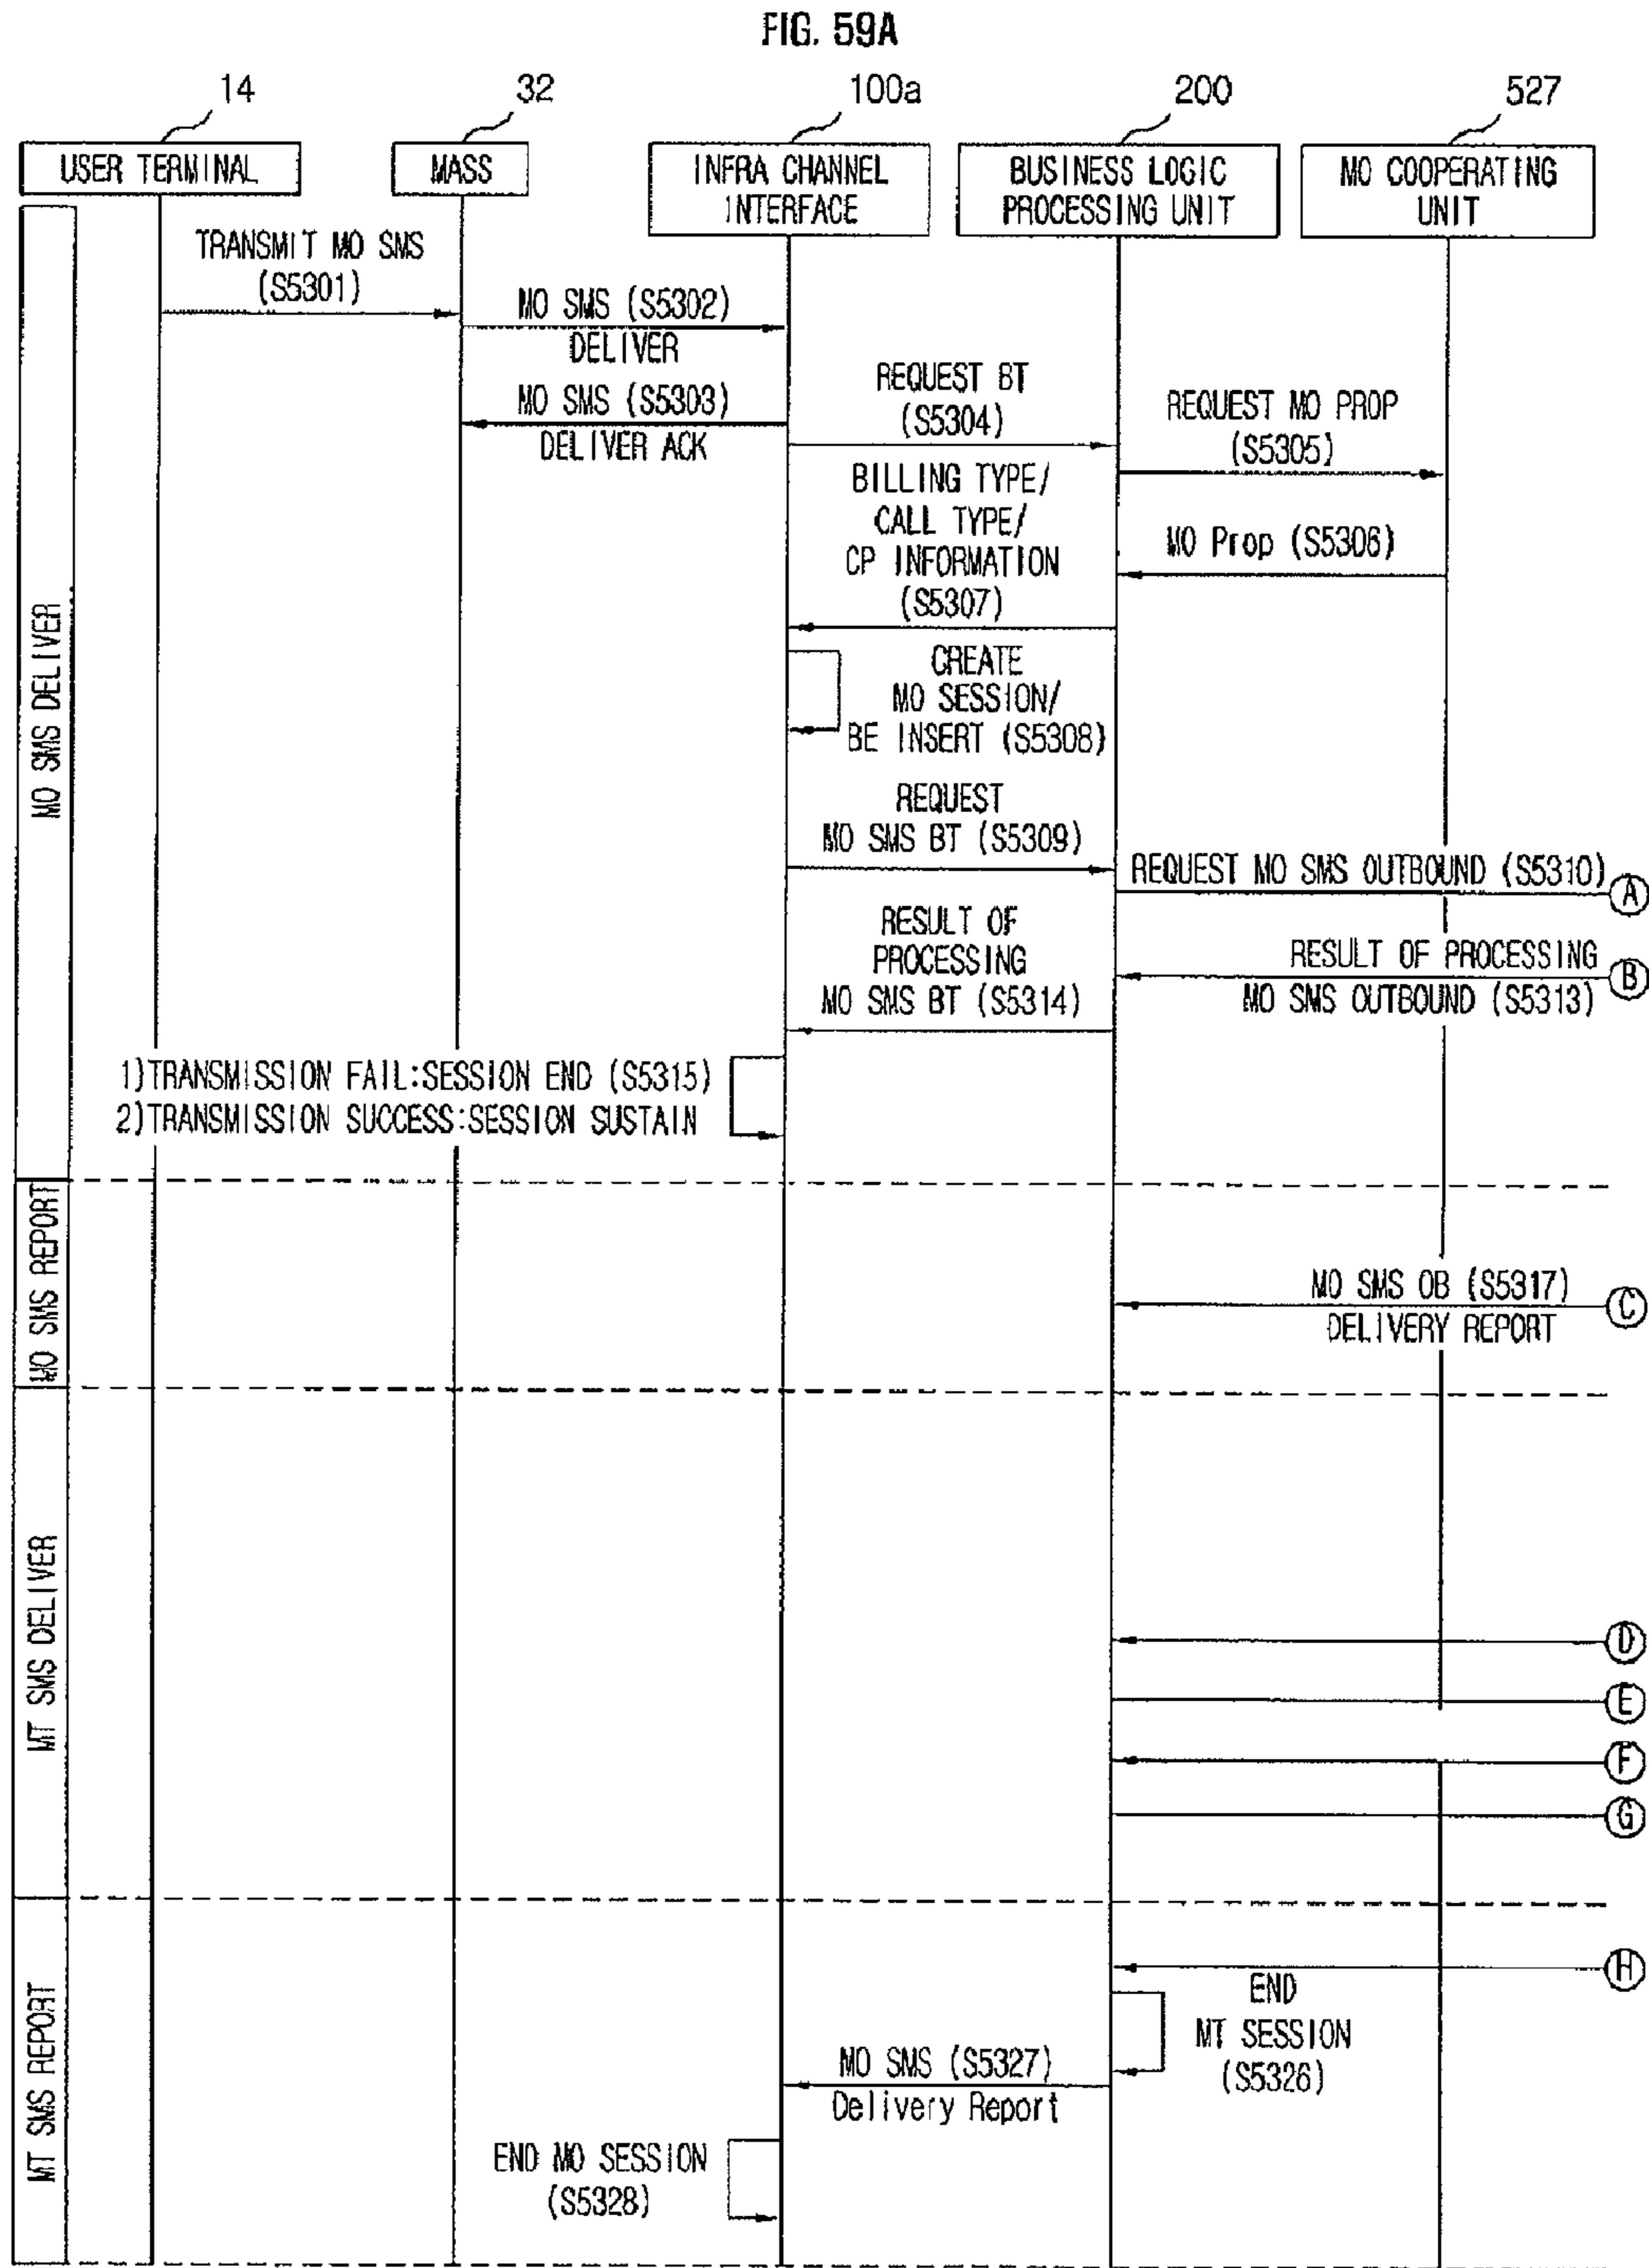 FIG. 59A
14
32
100a
200
527
USER TERMINAL
MASS
INFRA CHANNEL
INTERFACE
BUSINESS LOGIC
PROCESSING UNIT
MO COOPERATING
UNIT
MO SMS DELIVER
TRANSMIT MO SMS
(S5301)
MO SMS (S5302)
DELIVER
MO SMS (S5303)
DELIVER ACK
REQUEST BT
(S5304)
REQUEST MO PROP
(S5305)
MO Prop (S5306)
BILLING TYPE/
CALL TYPE/
CP INFORMATION
(S5307)
CREATE
MO SESSION/
BE INSERT (S5308)
REQUEST
MO SMS BT (S5309)
REQUEST MO SMS OUTBOUND (S5310)
A
RESULT OF PROCESSING
MO SMS OUTBOUND (S5313)
B
RESULT OF
PROCESSING
MO SMS BT (S5314)
1)TRANSMISSION FAIL:SESSION END (S5315)
2)TRANSMISSION SUCCESS:SESSION SUSTAIN
MO SMS REPORT
MO SMS OB (S5317)
DELIVERY REPORT
C
MT SMS DELIVER
D
E
F
G
MT SMS REPORT
H
END
MT SESSION
(S5326)
MO SMS (S5327)
Delivery Report
END MO SESSION
(S5328)